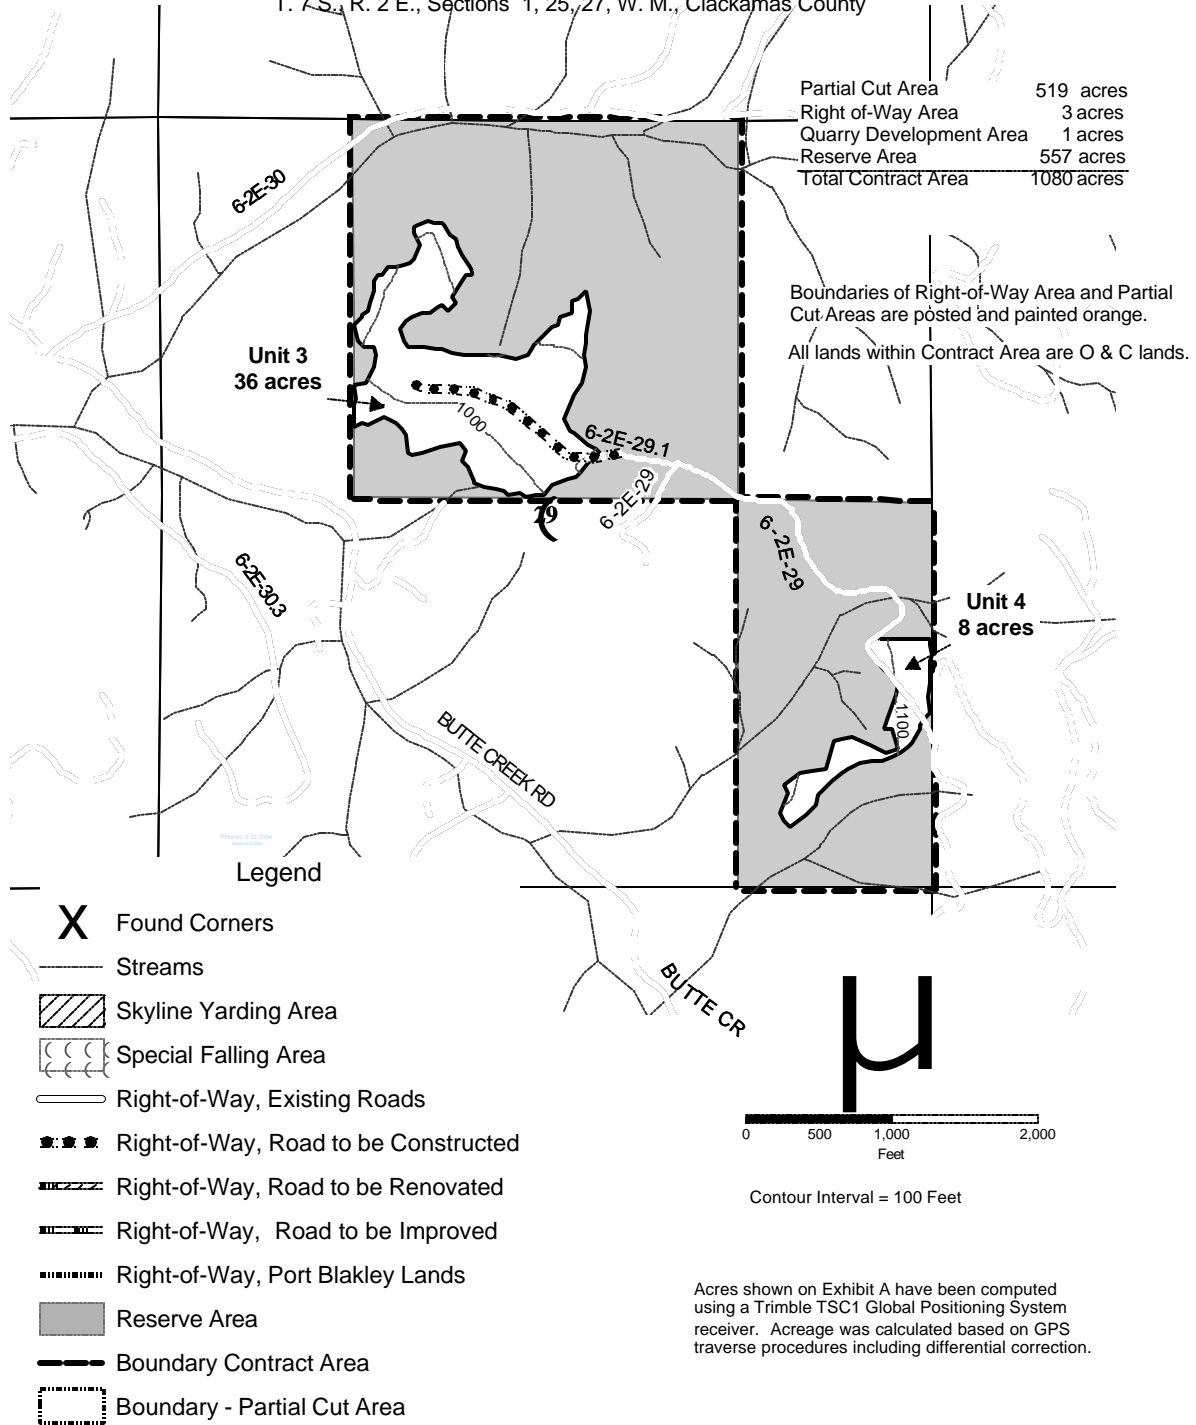 T. 7 S., R. 2 E., Sections 1, 25, 27, W. M., Clackamas County
Partial Cut Area 519 acres
Right of-Way Area 3 acres
Quarry Development Area 1 acres
Reserve Area 557 acres
Total Contract Area 1080 acres
6-2E-30
Boundaries of Right-of-Way Area and Partial
Cut Areas are posted and painted orange.
All lands within Contract Area are O & C lands.
Unit 3
36 acres
1000
6-2E-29.1
6-2E-29
29
6-2E-29
6-2E-30.3
Unit 4
8 acres
1100
BUTTE CREEK RD
BUTTE CR
Legend
X Found Corners
Streams
Skyline Yarding Area
Special Falling Area
Right-of-Way, Existing Roads
Right-of-Way, Road to be Constructed
Right-of-Way, Road to be Renovated
Right-of-Way, Road to be Improved
Right-of-Way, Port Blakley Lands
Reserve Area
Boundary Contract Area
Boundary - Partial Cut Area
0 500 1,000 2,000
Feet
Contour Interval = 100 Feet
Acres shown on Exhibit A have been computed
using a Trimble TSC1 Global Positioning System
receiver. Acreage was calculated based on GPS
traverse procedures including differential correction.